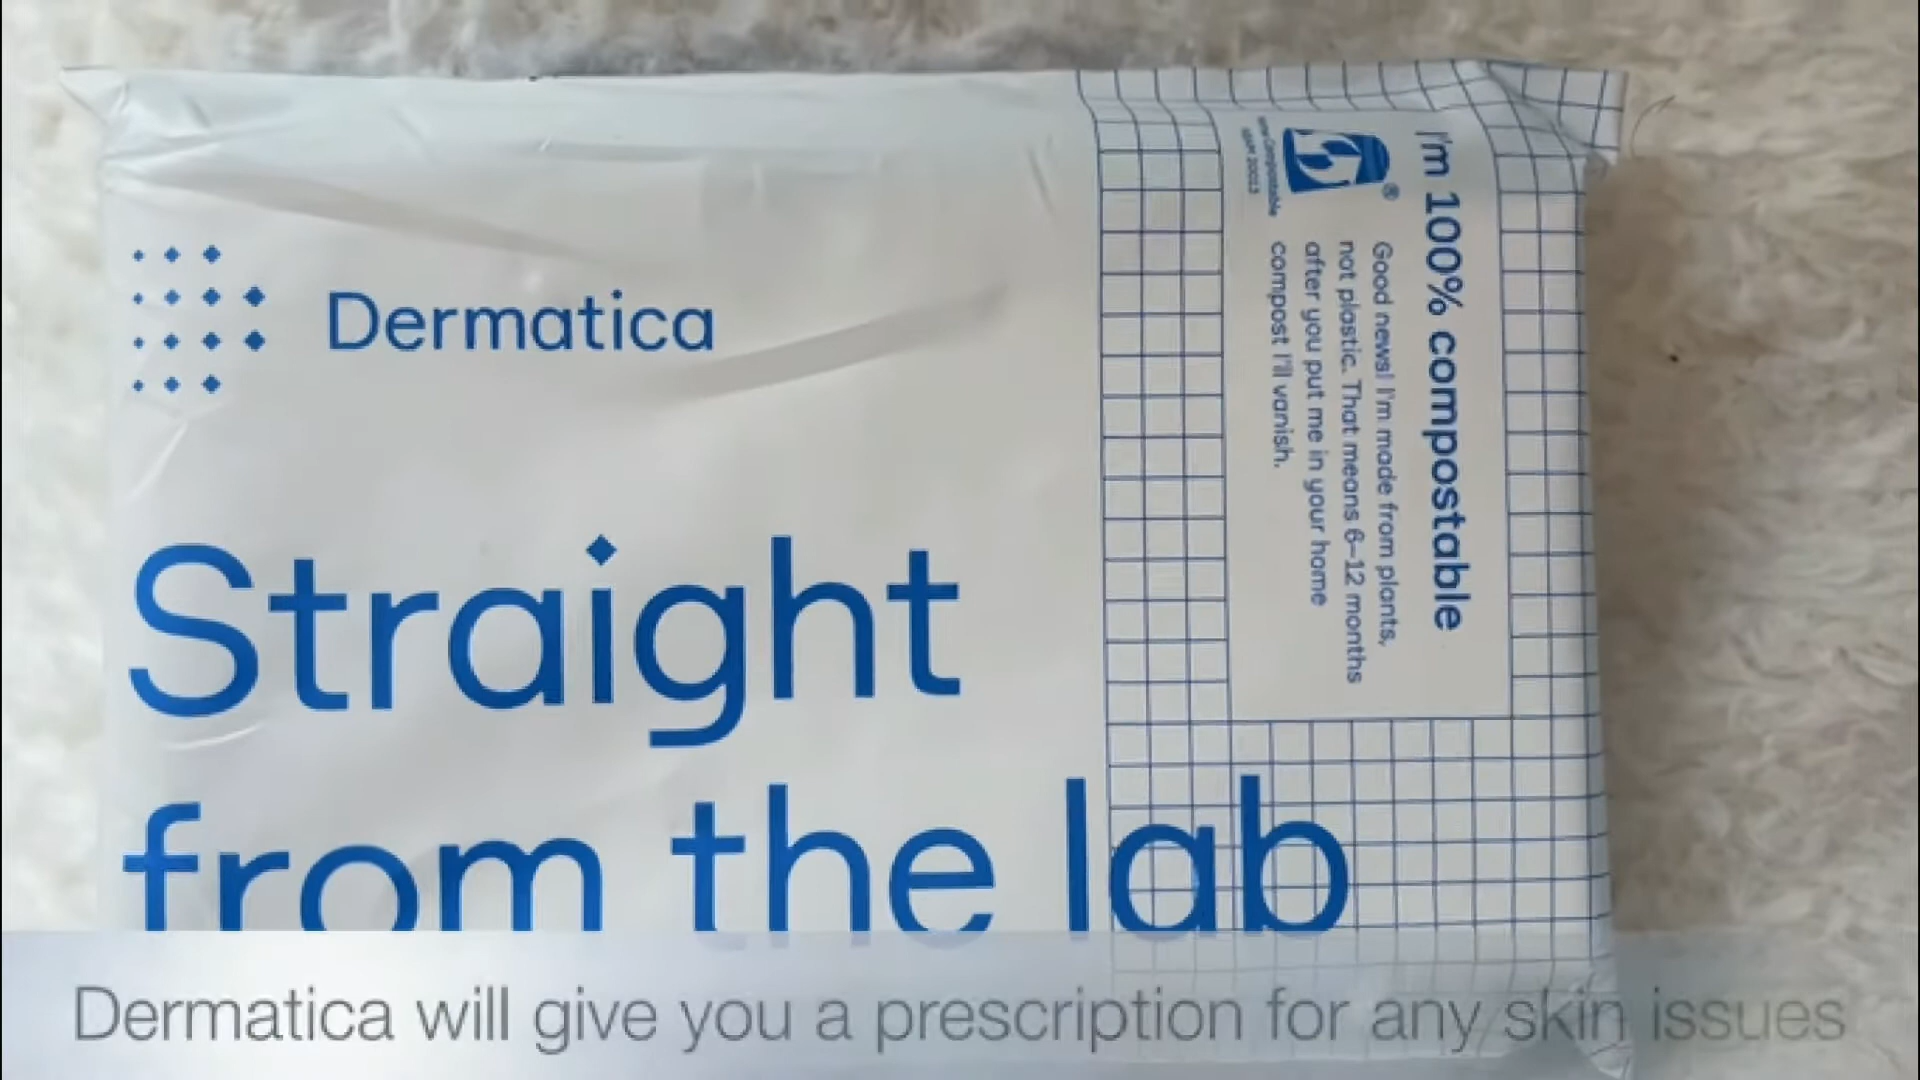 Dermatica
Straight
from the lab
I'm 100% compostable
Good news! I'm made from plants,
not plastic. That means 6–12 months
after you put me in your home
compost I'll vanish.
®
Dermatica will give you a prescription for any skin issues